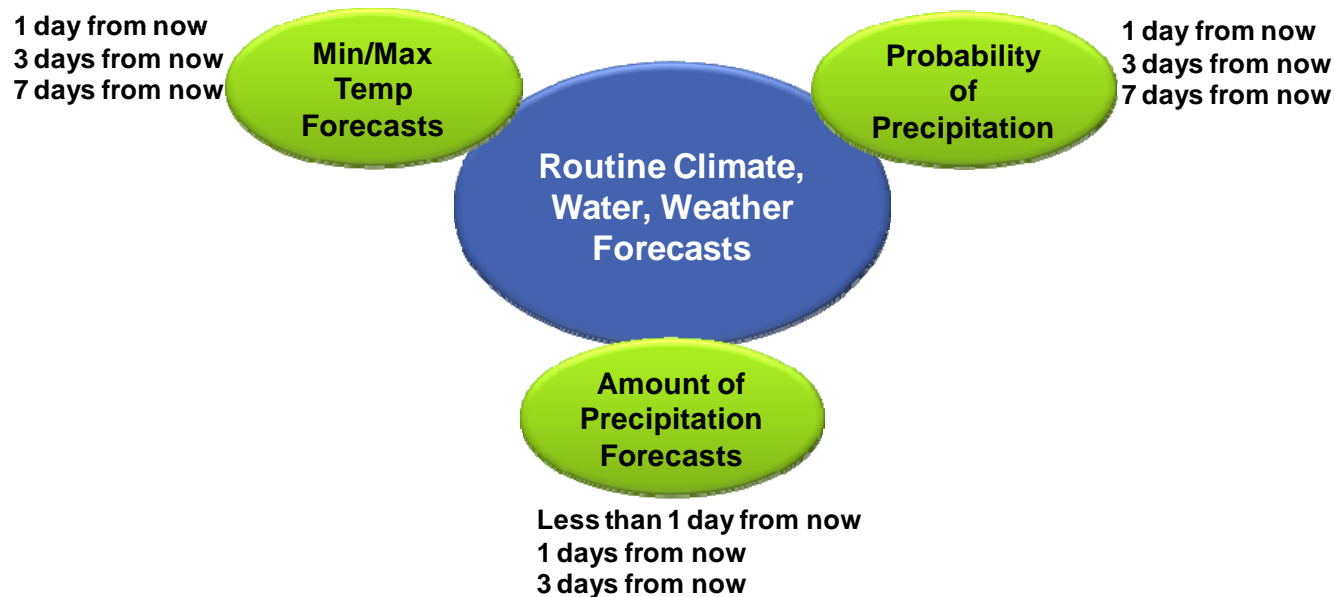 1 day from now
3 days from now
7 days from now
Min/Max
Temp
Forecasts
Probability
of
Precipitation
1 day from now
3 days from now
7 days from now
Routine Climate,
Water, Weather
Forecasts
Amount of
Precipitation
Forecasts
Less than 1 day from now
1 days from now
3 days from now